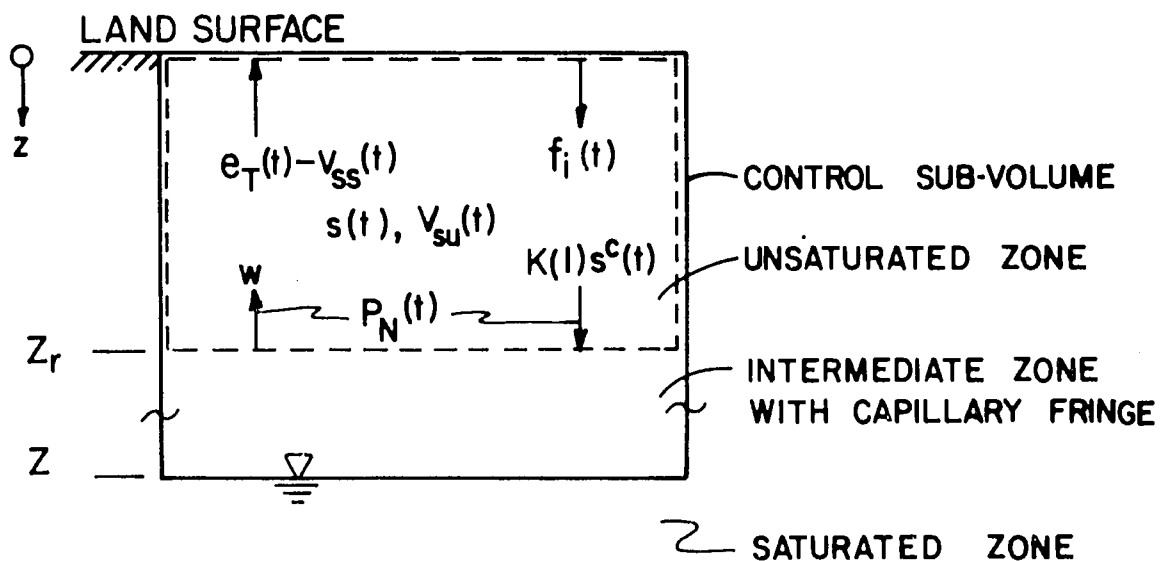 LAND SURFACE
z
e_T(t)-V_ss(t)
f_i(t)
CONTROL SUB-VOLUME
s(t), V_su(t)
w
K(1)s^c(t)
UNSATURATED ZONE
P_N(t)
Z_r
INTERMEDIATE ZONE
WITH CAPILLARY FRINGE
Z
SATURATED ZONE